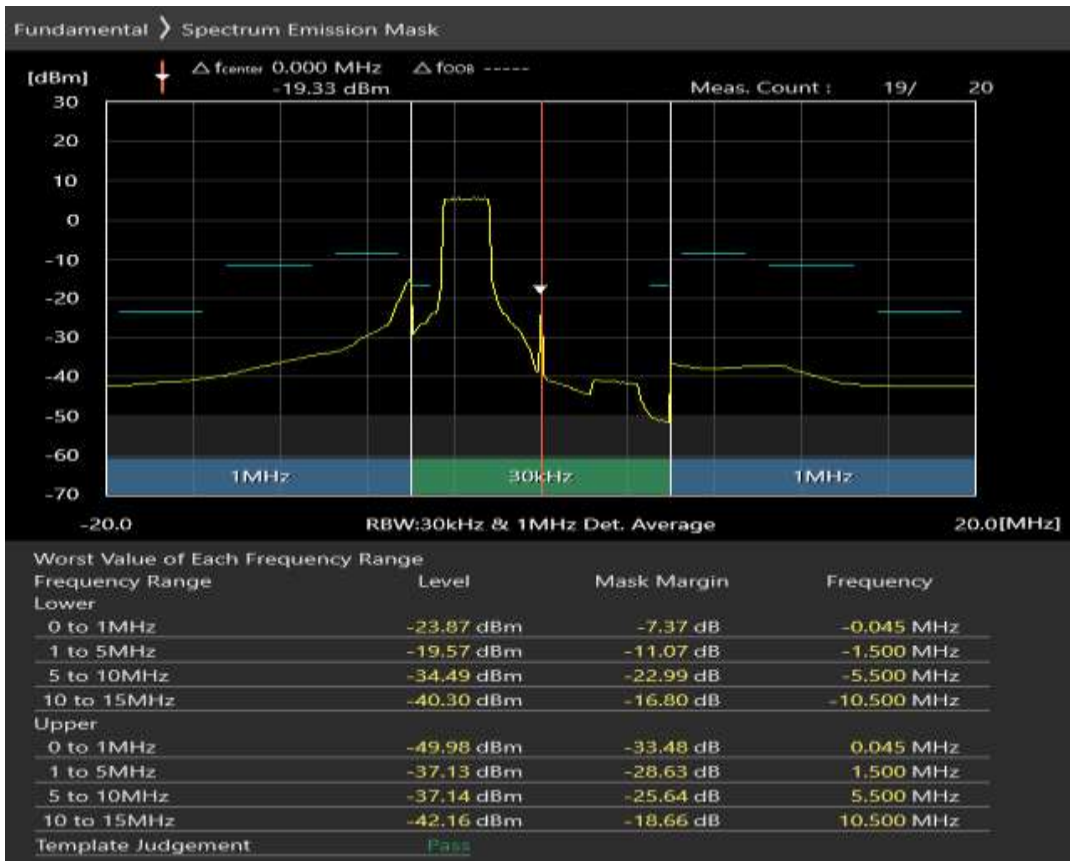 Fundamental ❯ Spectrum Emission Mask
[dBm] △ fcenter 0.000 MHz △ fOOB -----
-19.33 dBm Meas. Count : 19/ 20
30
20
10
0
-10
-20
-30
-40
-50
-60
-70
1MHz 30kHz 1MHz
-20.0 RBW:30kHz & 1MHz Det. Average 20.0[MHz]
Worst Value of Each Frequency Range
Frequency Range Level Mask Margin Frequency
Lower
0 to 1MHz -23.87 dBm -7.37 dB -0.045 MHz
1 to 5MHz -19.57 dBm -11.07 dB -1.500 MHz
5 to 10MHz -34.49 dBm -22.99 dB -5.500 MHz
10 to 15MHz -40.30 dBm -16.80 dB -10.500 MHz
Upper
0 to 1MHz -49.98 dBm -33.48 dB 0.045 MHz
1 to 5MHz -37.13 dBm -28.63 dB 1.500 MHz
5 to 10MHz -37.14 dBm -25.64 dB 5.500 MHz
10 to 15MHz -42.16 dBm -18.66 dB 10.500 MHz
Template Judgement Pass